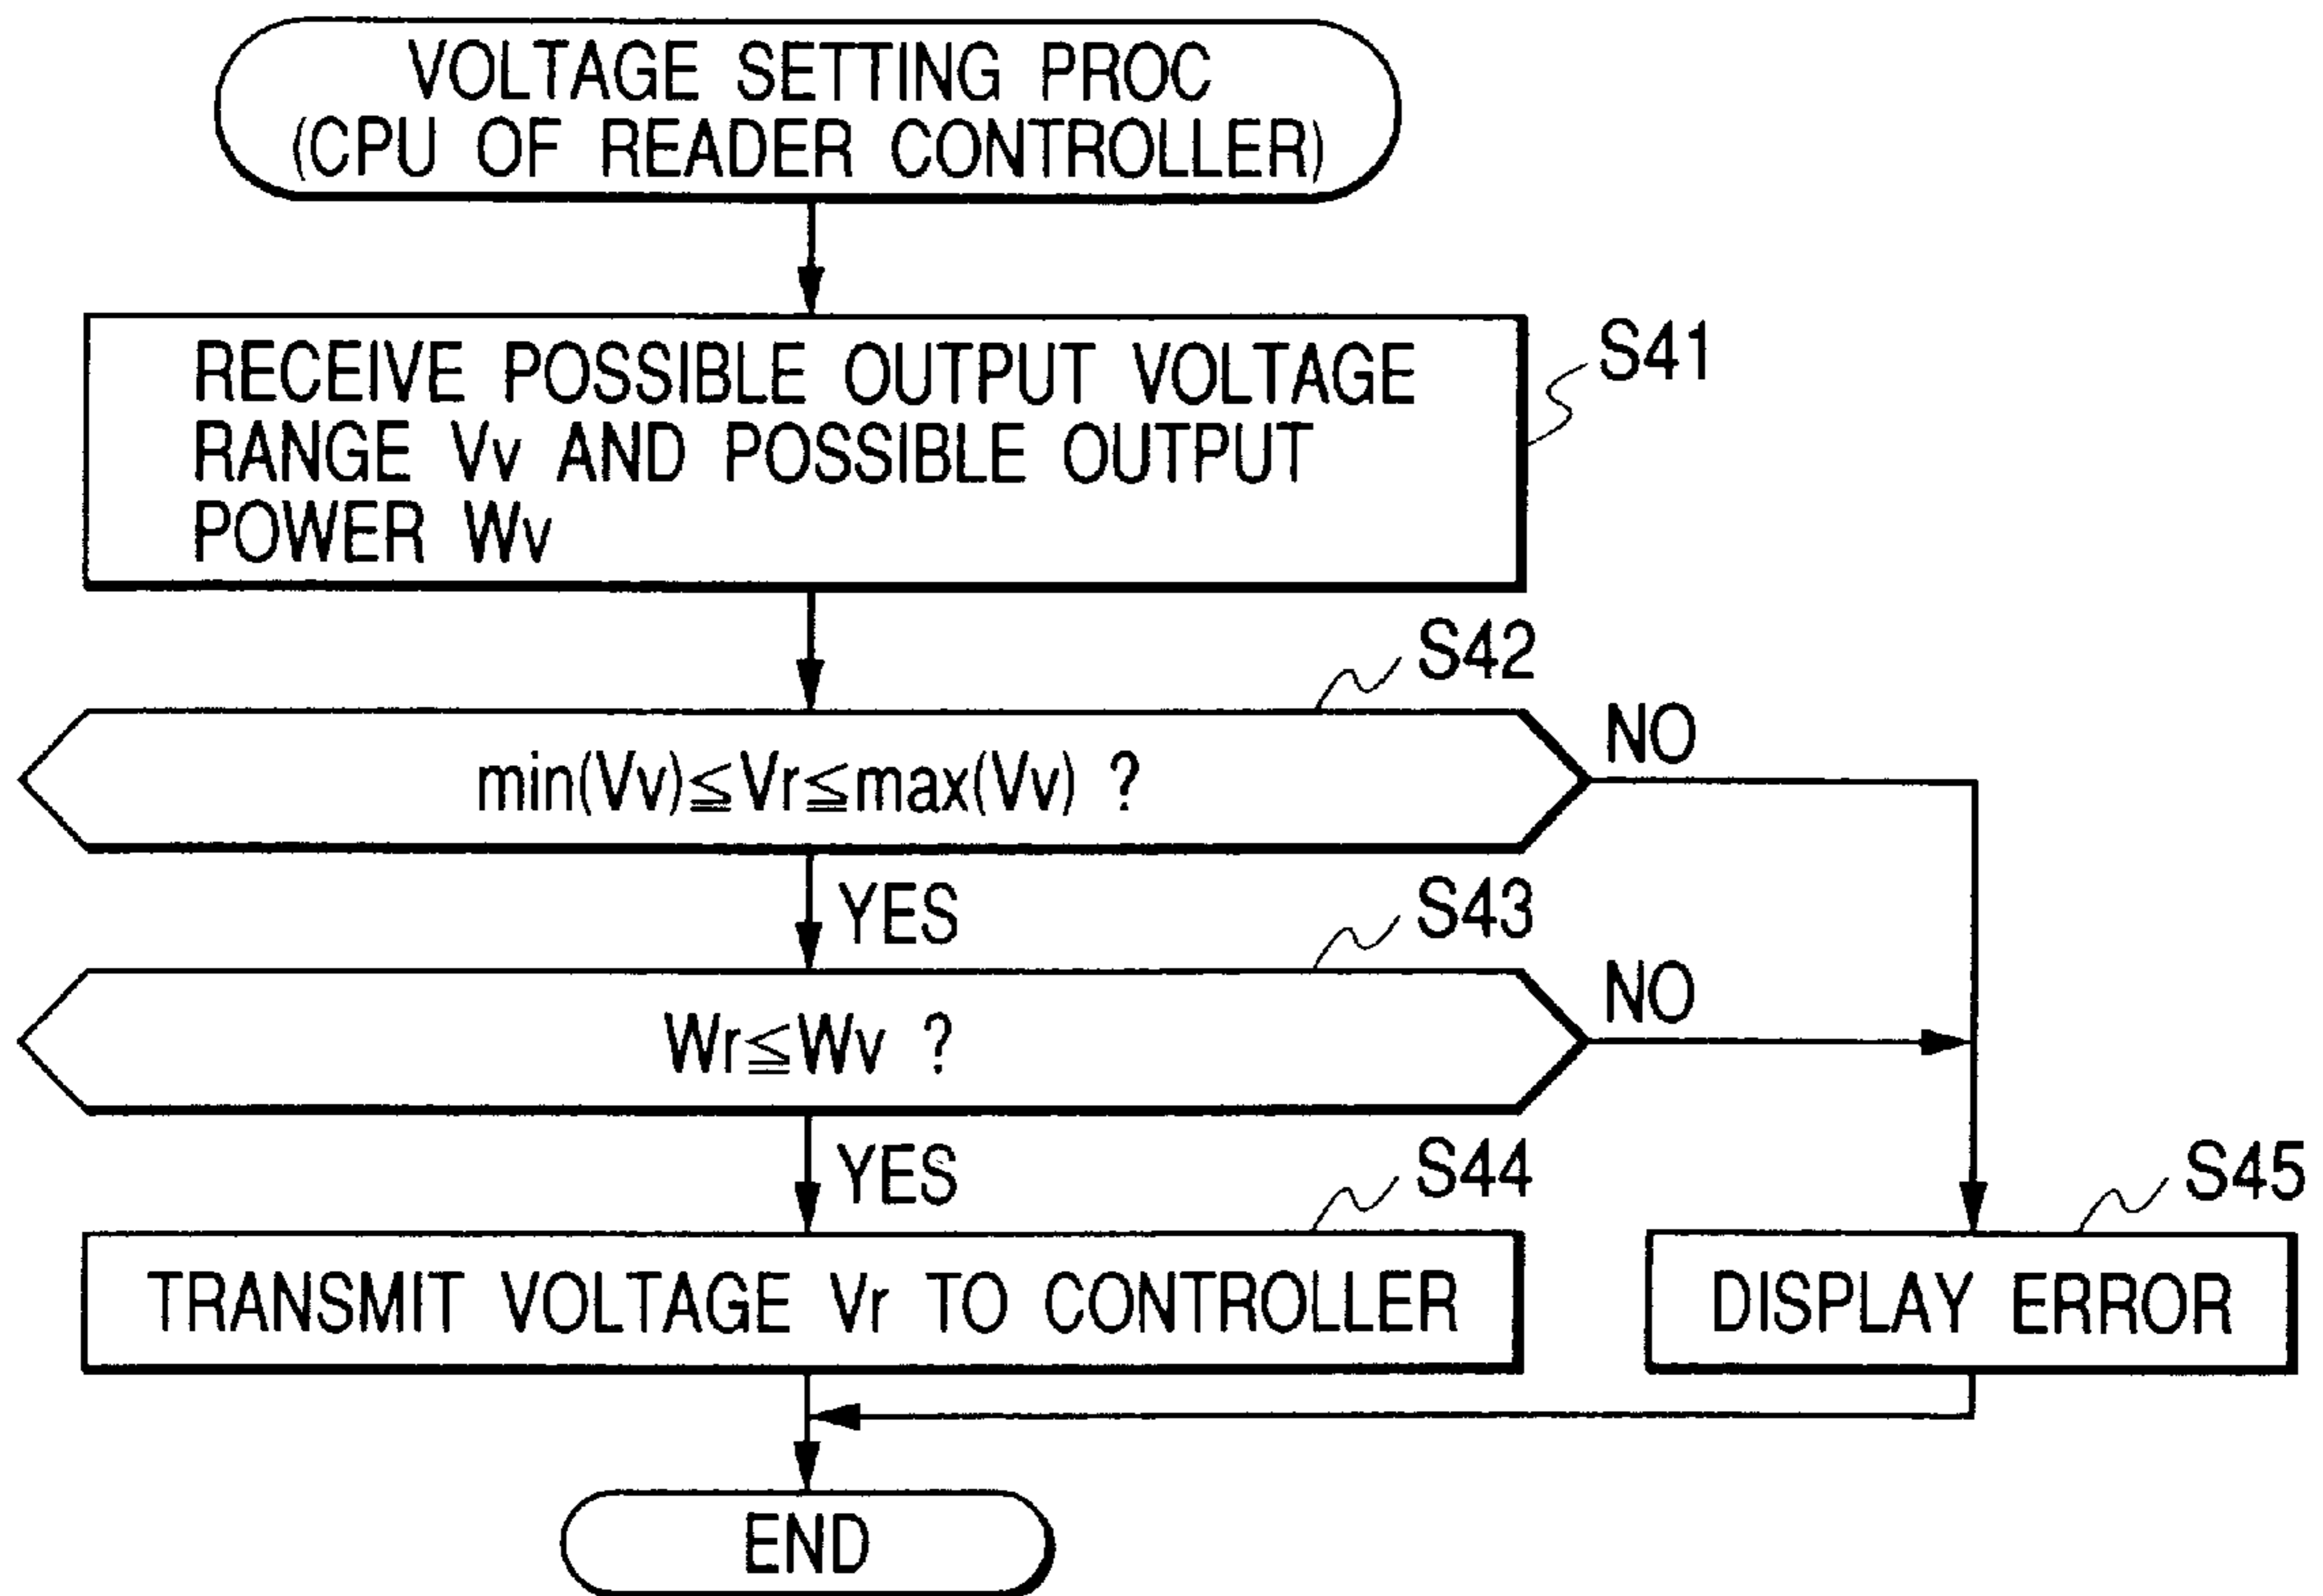 VOLTAGE SETTING PROC
(CPU OF READER CONTROLLER)
RECEIVE POSSIBLE OUTPUT VOLTAGE
RANGE Vv AND POSSIBLE OUTPUT
POWER Wv
S41
S42
min(Vv)≦Vr≦max(Vv) ?
NO
YES
S43
Wr≦Wv ?
NO
YES
S44
TRANSMIT VOLTAGE Vr TO CONTROLLER
S45
DISPLAY ERROR
END